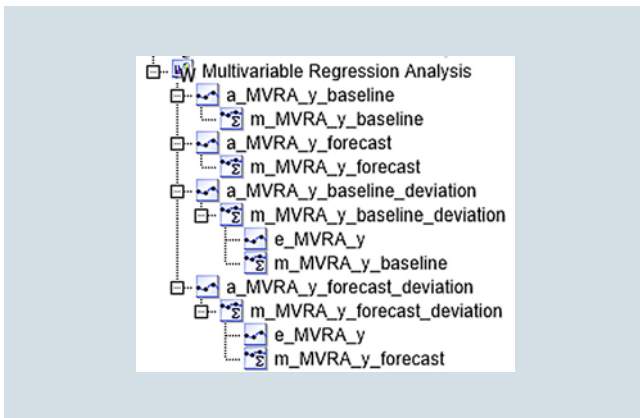 Multivariable Regression Analysis
a_MVRA_y_baseline
m_MVRA_y_baseline
a_MVRA_y_forecast
m_MVRA_y_forecast
a_MVRA_y_baseline_deviation
m_MVRA_y_baseline_deviation
e_MVRA_y
m_MVRA_y_baseline
a_MVRA_y_forecast_deviation
m_MVRA_y_forecast_deviation
e_MVRA_y
m_MVRA_y_forecast